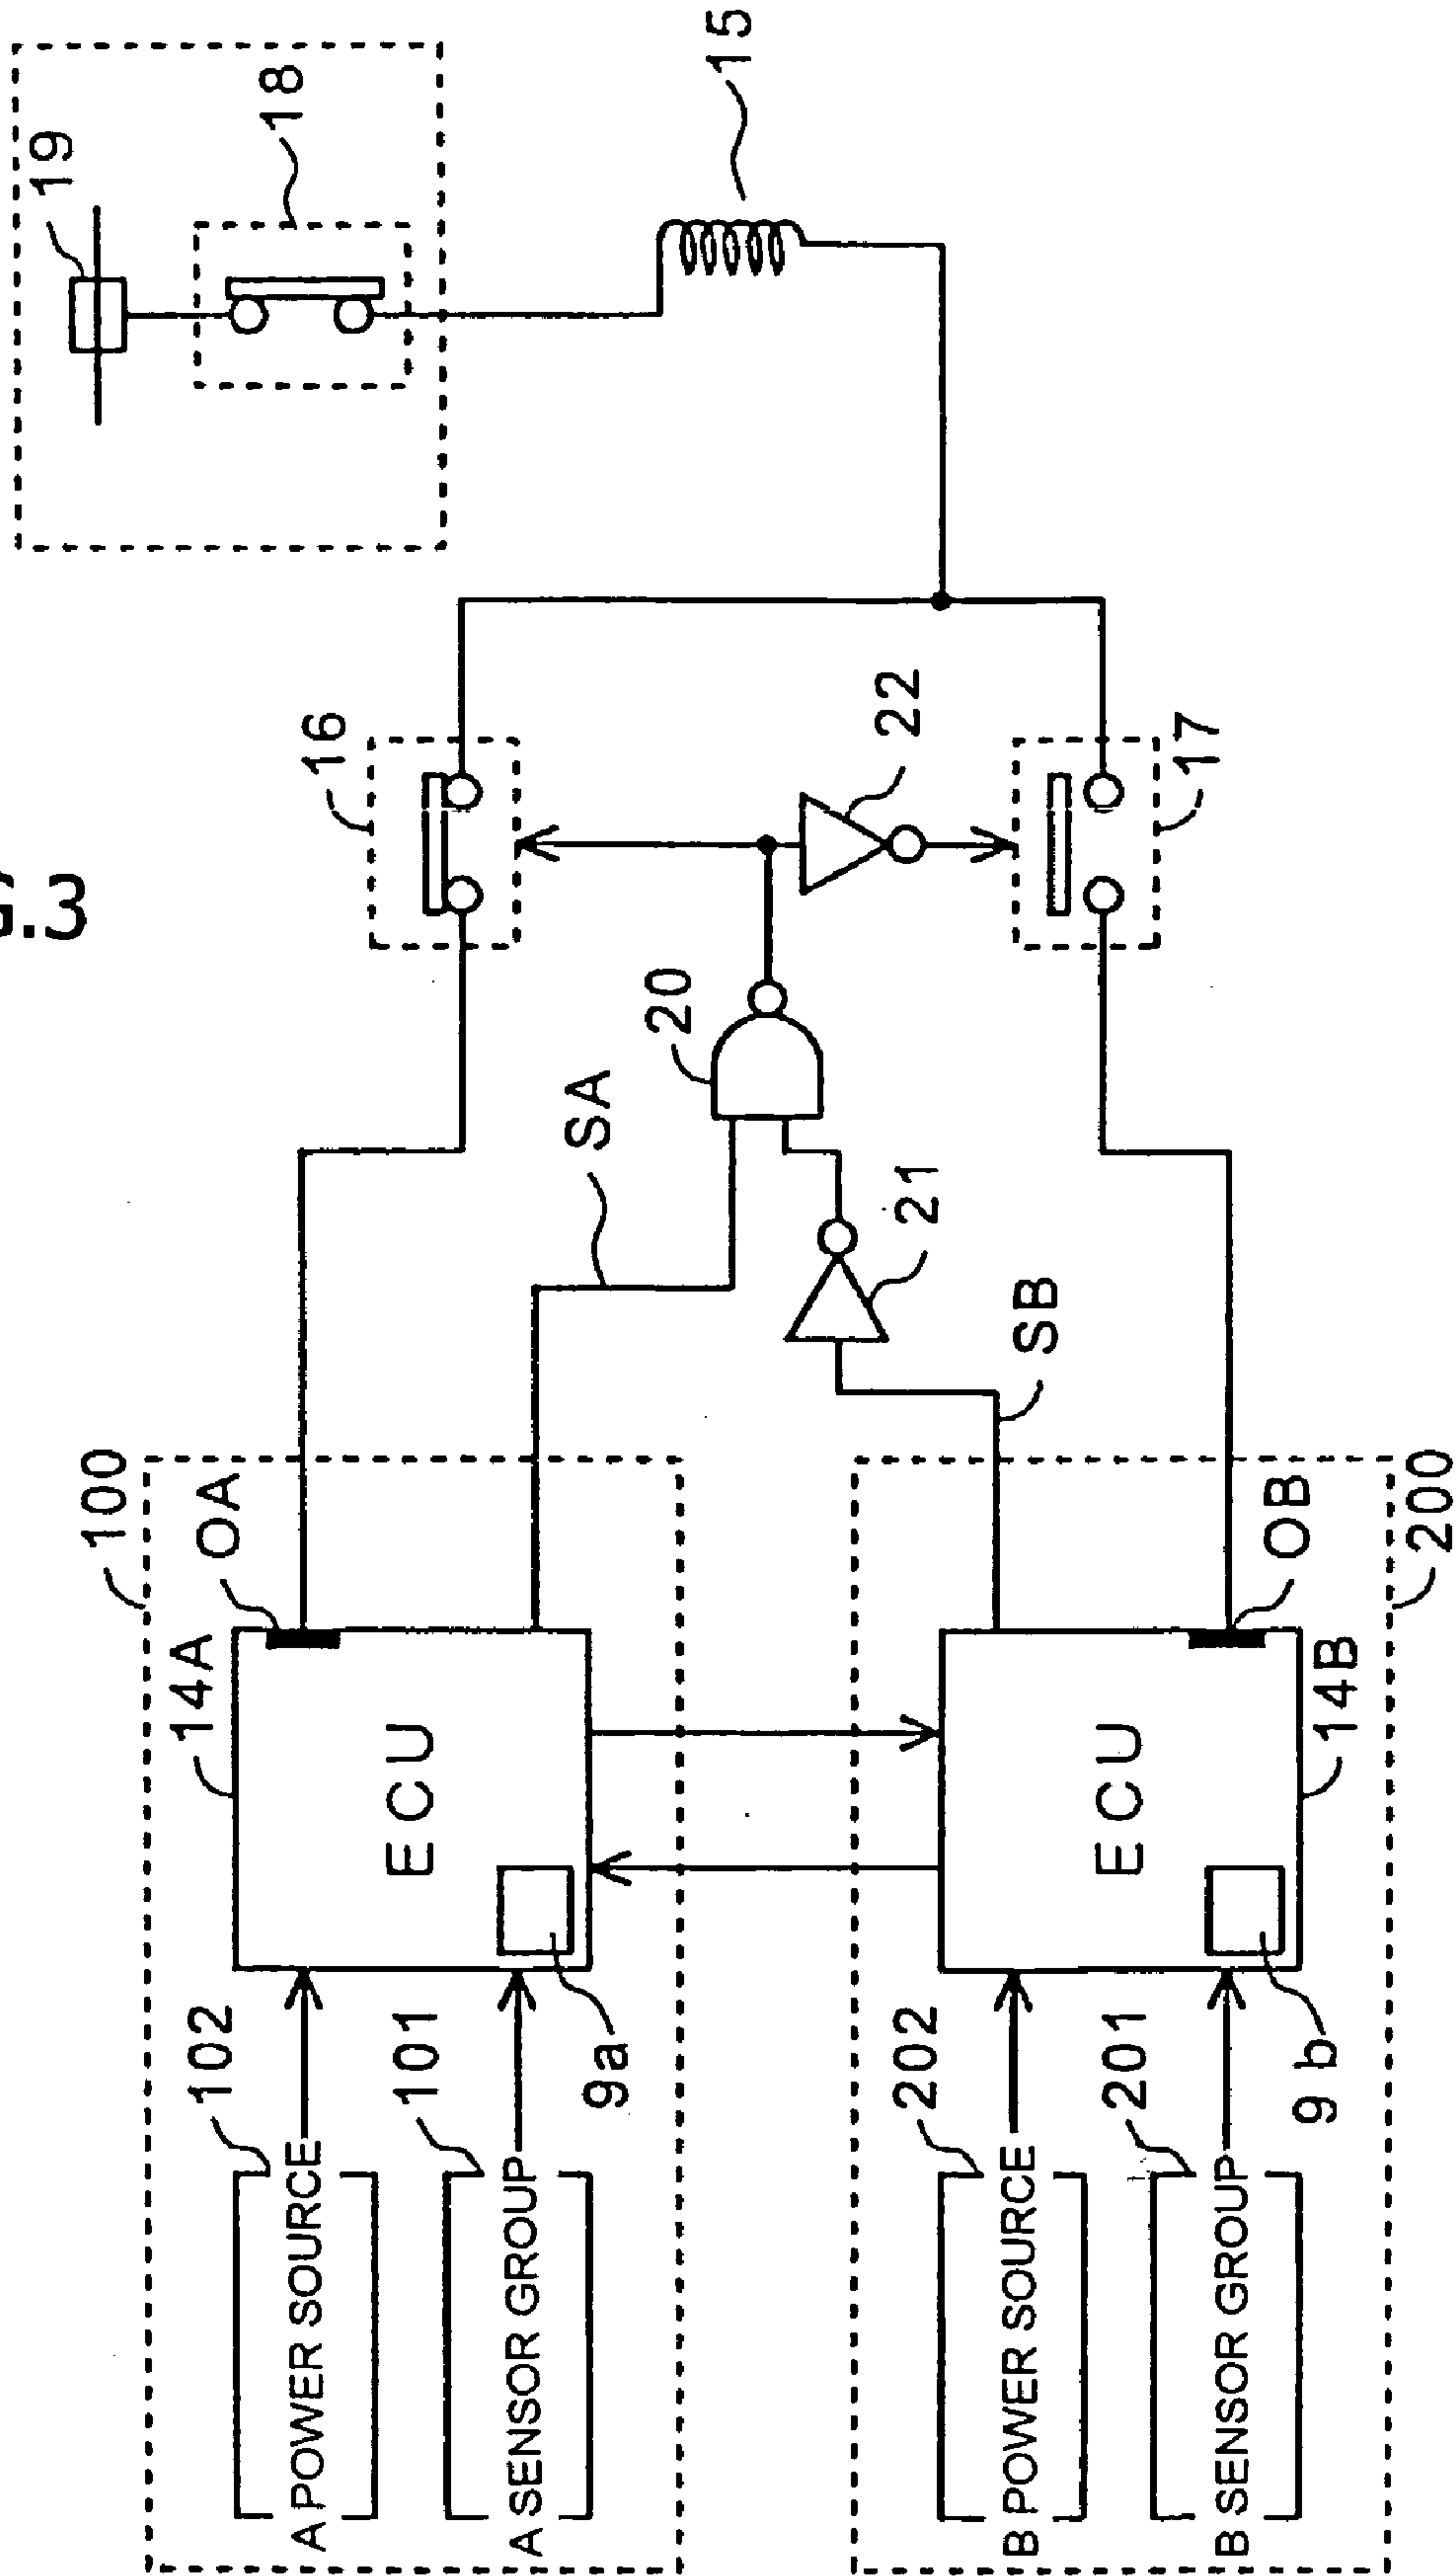 G.3
100
102
A POWER SOURCE
101
A SENSOR GROUP
14A
OA
ECU
9a
SA
16
19
18
15
20
21
22
SB
17
200
202
B POWER SOURCE
201
B SENSOR GROUP
14B
OB
ECU
9b